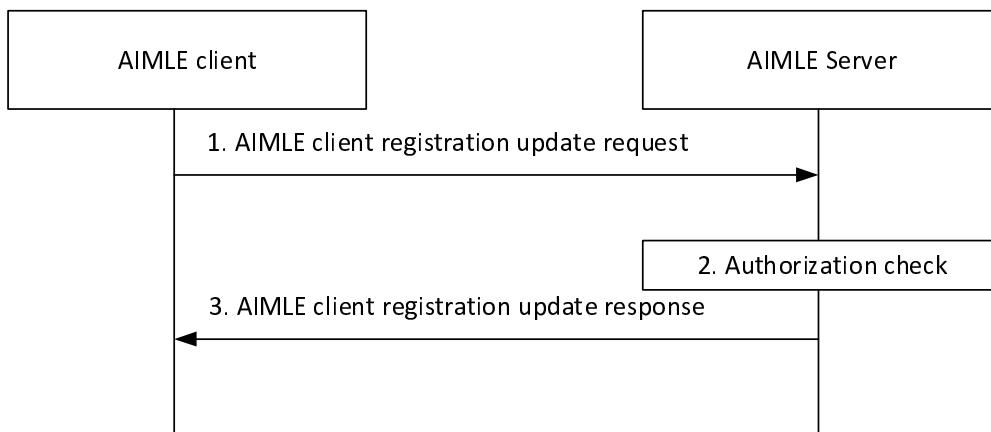 AIMLE client
AIMLE Server
1. AIMLE client registration update request
2. Authorization check
3. AIMLE client registration update response